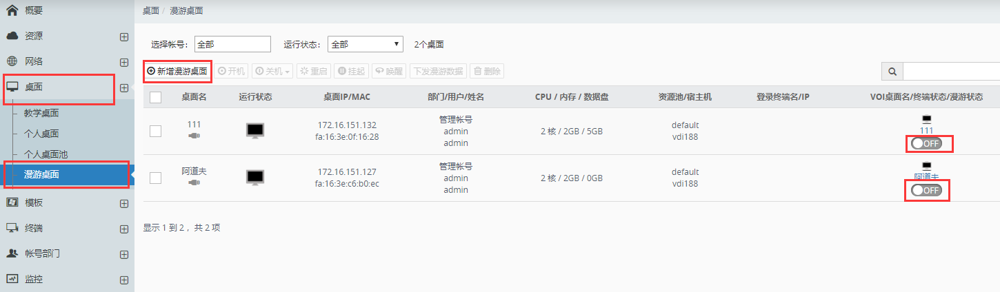 概要
资源
网络
桌面
教学桌面
个人桌面
个人桌面池
漫游桌面
模板
终端
帐号部门
监控
桌面 / 漫游桌面
选择帐号: 全部 运行状态: 全部 2个桌面
新增漫游桌面 开机 关机 重启 挂起 唤醒 下发漫游数据 删除
桌面名 运行状态 桌面IP/MAC 部门/用户/姓名 CPU / 内存 / 数据盘 资源池/宿主机 登录终端名/IP VOI桌面名/终端状态/漫游状态
111
172.16.151.132
fa:16:3e:0f:16:28
管理帐号
admin
admin
2 核 / 2GB / 5GB
default
vdi188
111
OFF
阿道夫
172.16.151.127
fa:16:3e:c6:b0:ec
管理帐号
admin
admin
2 核 / 2GB / 0GB
default
vdi188
阿道夫
OFF
显示 1 到 2 ，共 2 项